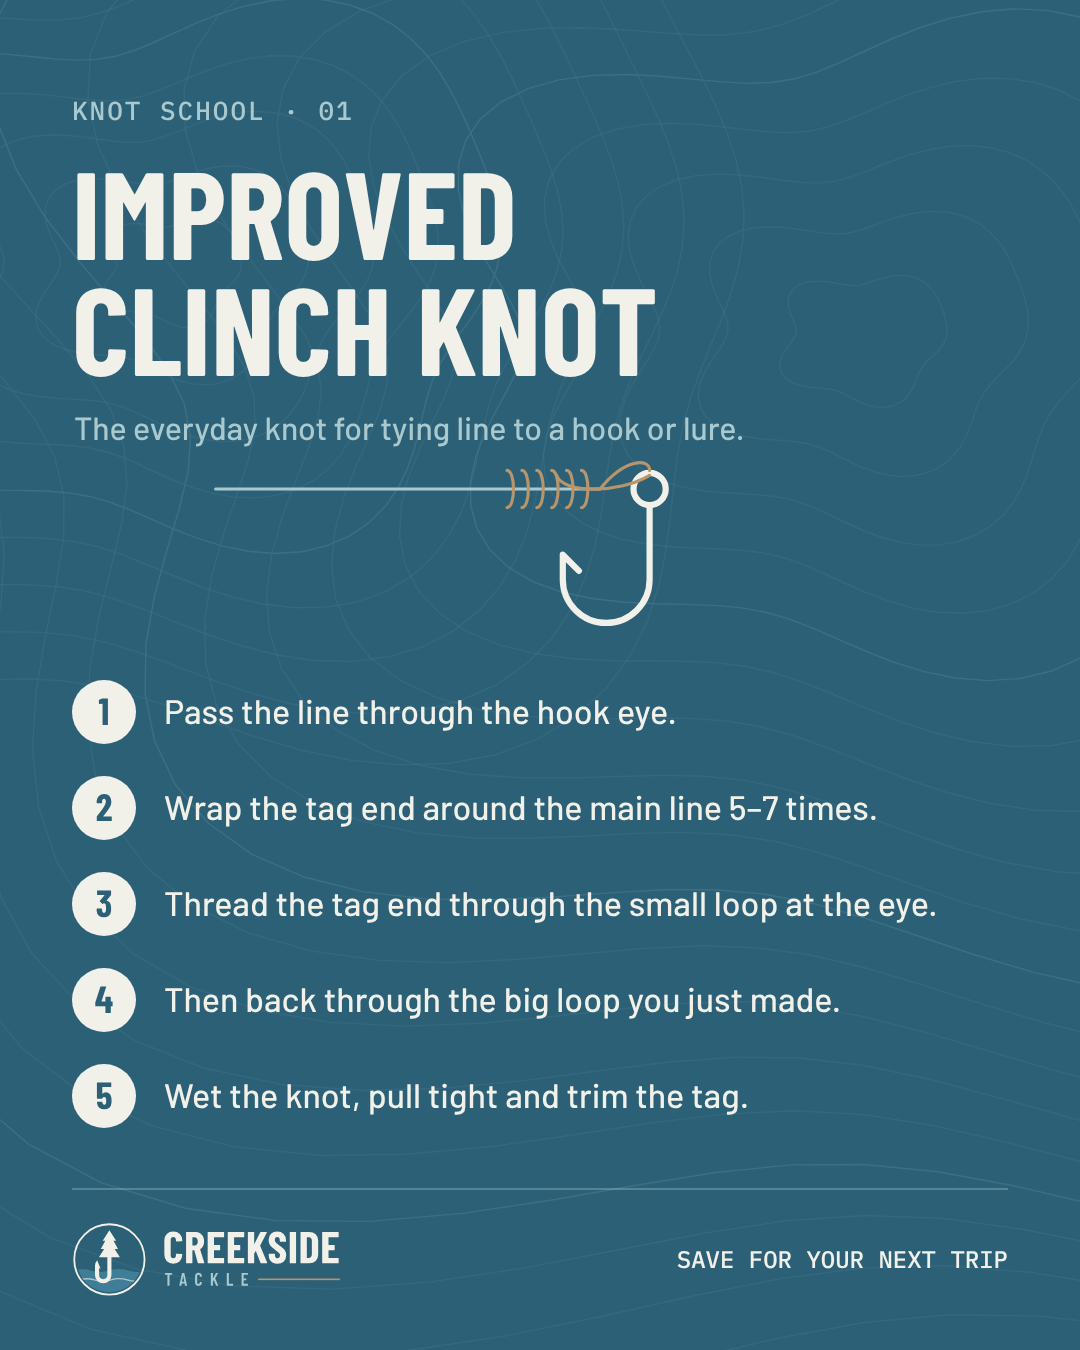 KNOT SCHOOL · 01
IMPROVED
CLINCH KNOT
The everyday knot for tying line to a hook or lure.
1 Pass the line through the hook eye.
2 Wrap the tag end around the main line 5–7 times.
3 Thread the tag end through the small loop at the eye.
4 Then back through the big loop you just made.
5 Wet the knot, pull tight and trim the tag.
CREEKSIDE
TACKLE
SAVE FOR YOUR NEXT TRIP